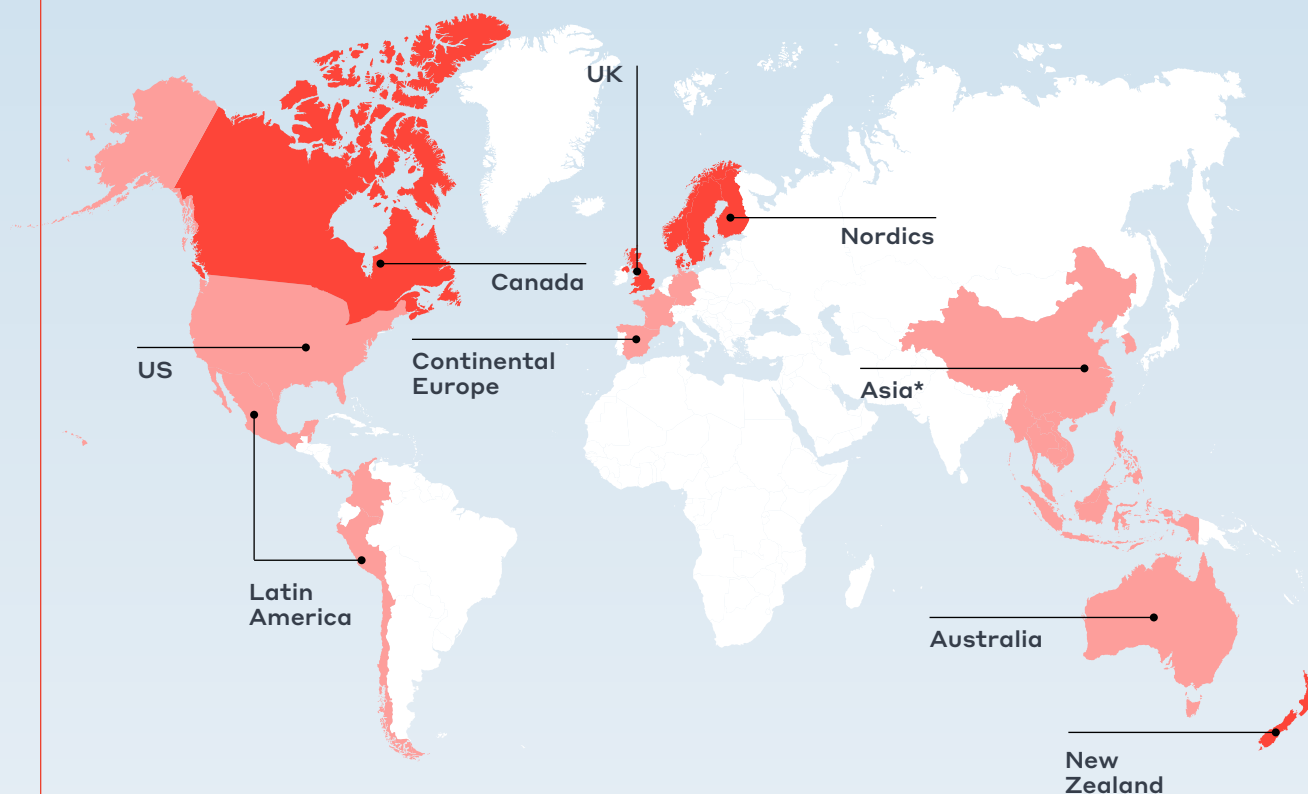 UK
Nordics
Canada
US
Continental
Europe
Asia*
Latin
America
Australia
New
Zealand